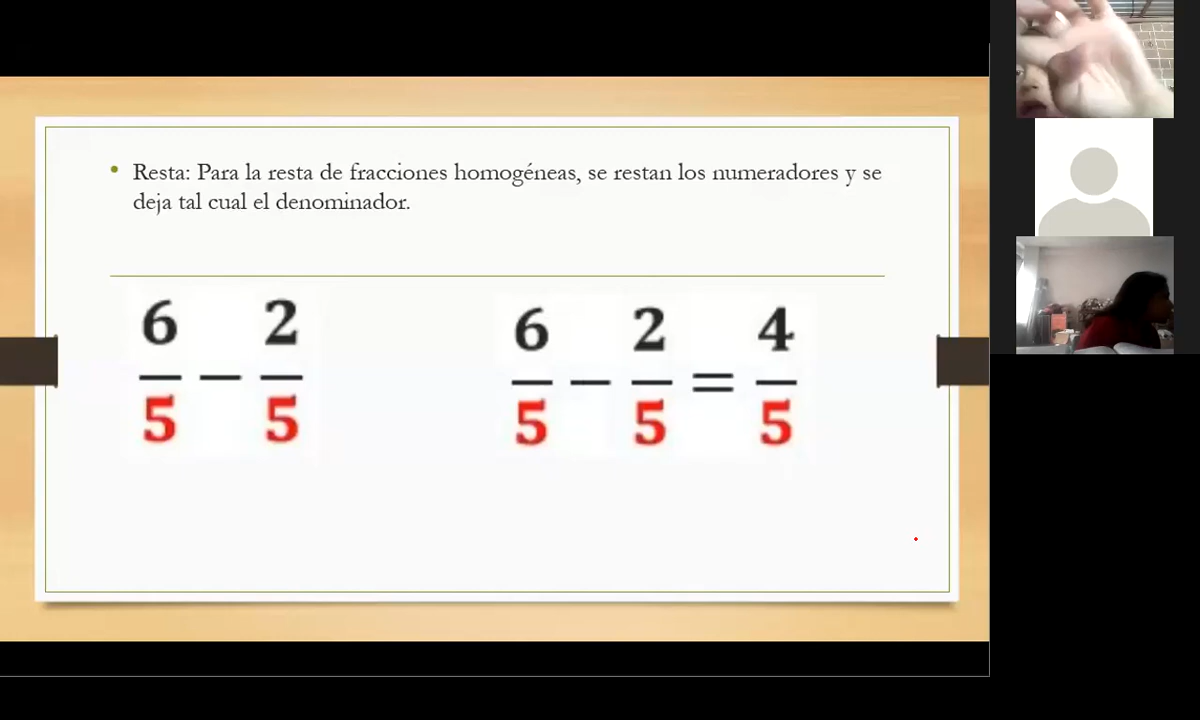 • Resta: Para la resta de fracciones homogéneas, se restan los numeradores y se
deja tal cual el denominador.
6/5 − 2/5
6/5 − 2/5 = 4/5